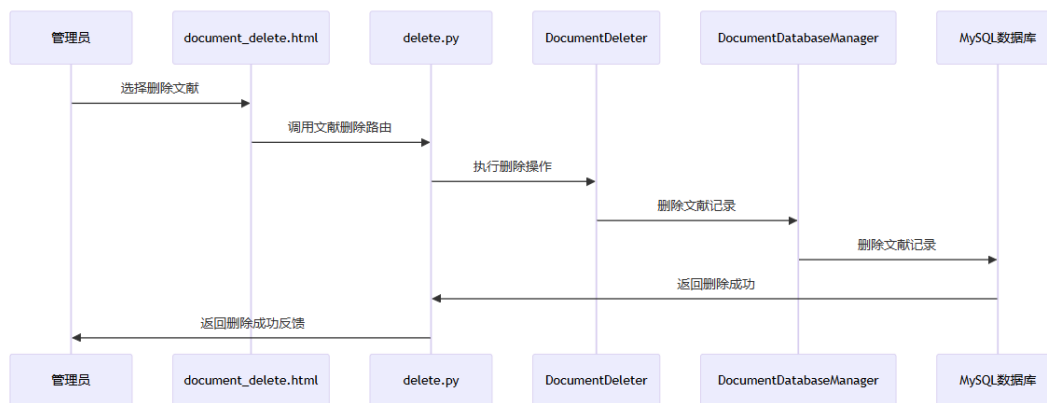 管理员
document_delete.html
delete.py
DocumentDeleter
DocumentDatabaseManager
MySQL数据库
选择删除文献
调用文献删除路由
执行删除操作
删除文献记录
删除文献记录
返回删除成功
返回删除成功反馈
管理员
document_delete.html
delete.py
DocumentDeleter
DocumentDatabaseManager
MySQL数据库